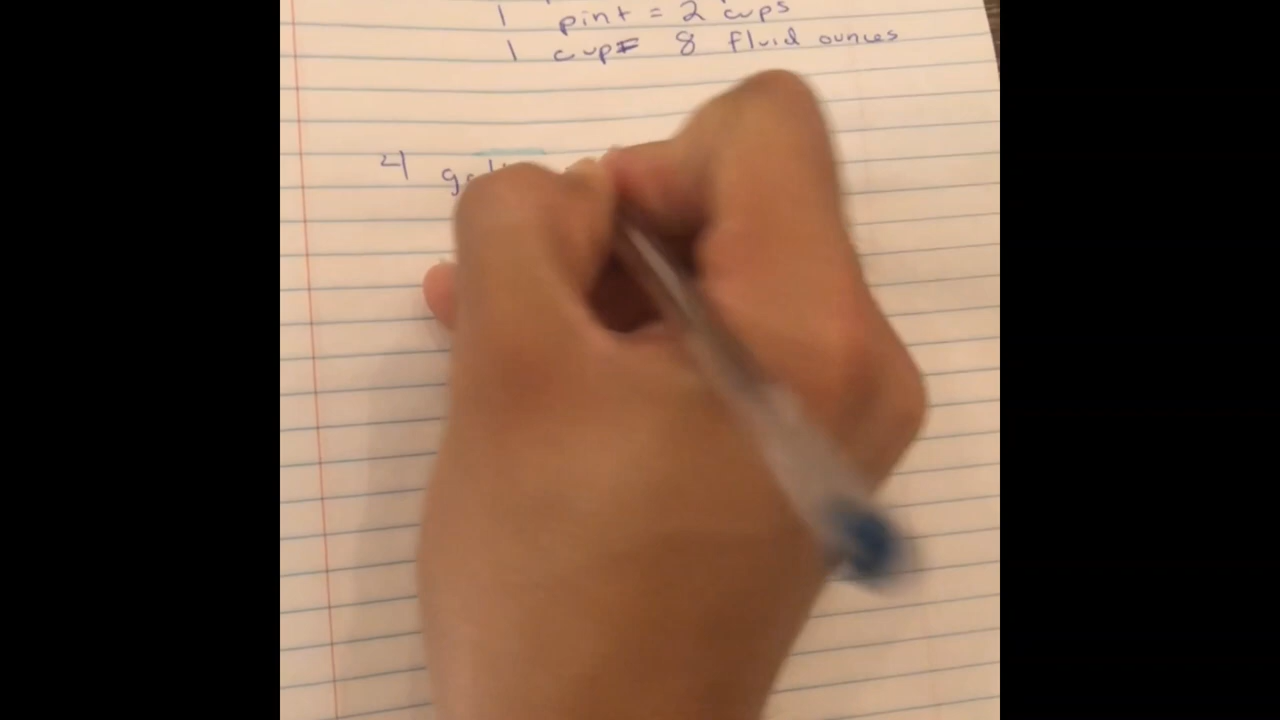 1 pint = 2 cups
1 cup= 8 fluid ounces
4